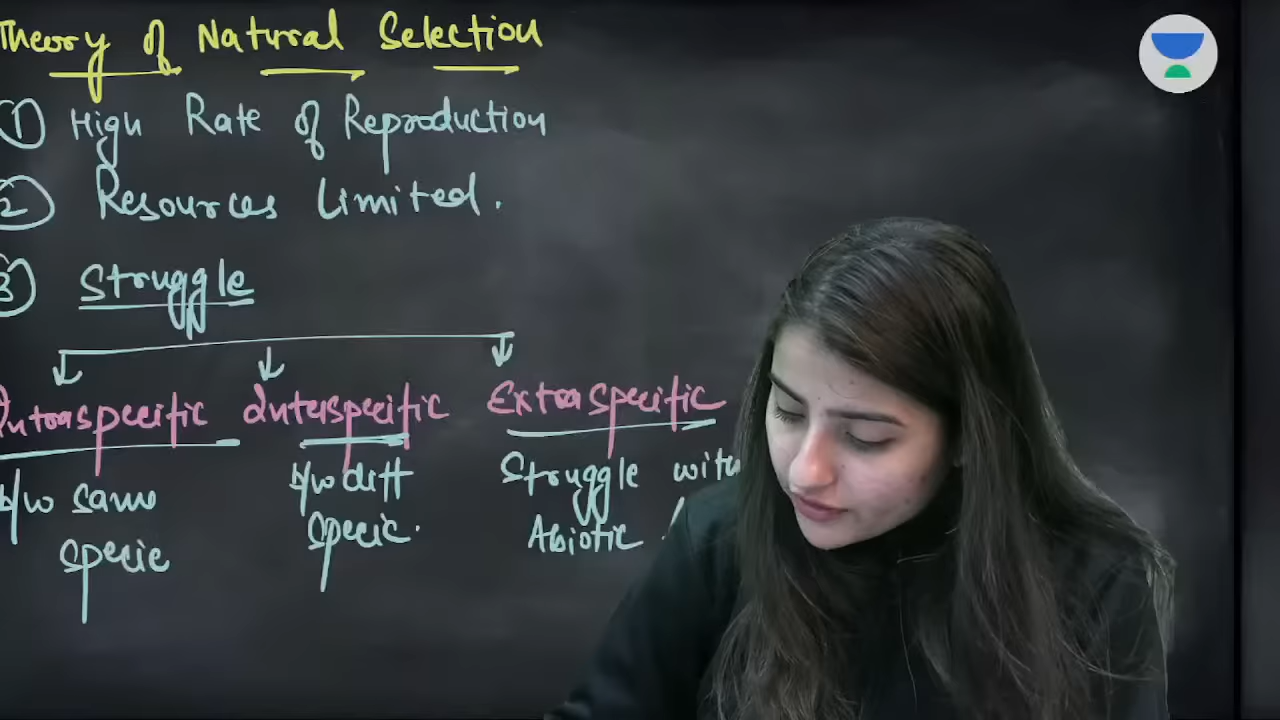 Theory of Natural Selection
① High Rate of Reproduction
② Resources Limited.
③ Struggle
Intraspecific Interspecific Extraspecific
b/w same specie
b/w diff specie.
Struggle with Abiotic